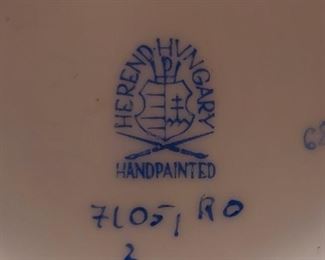 HEREND HUNGARY
HANDPAINTED
7105, RO
2